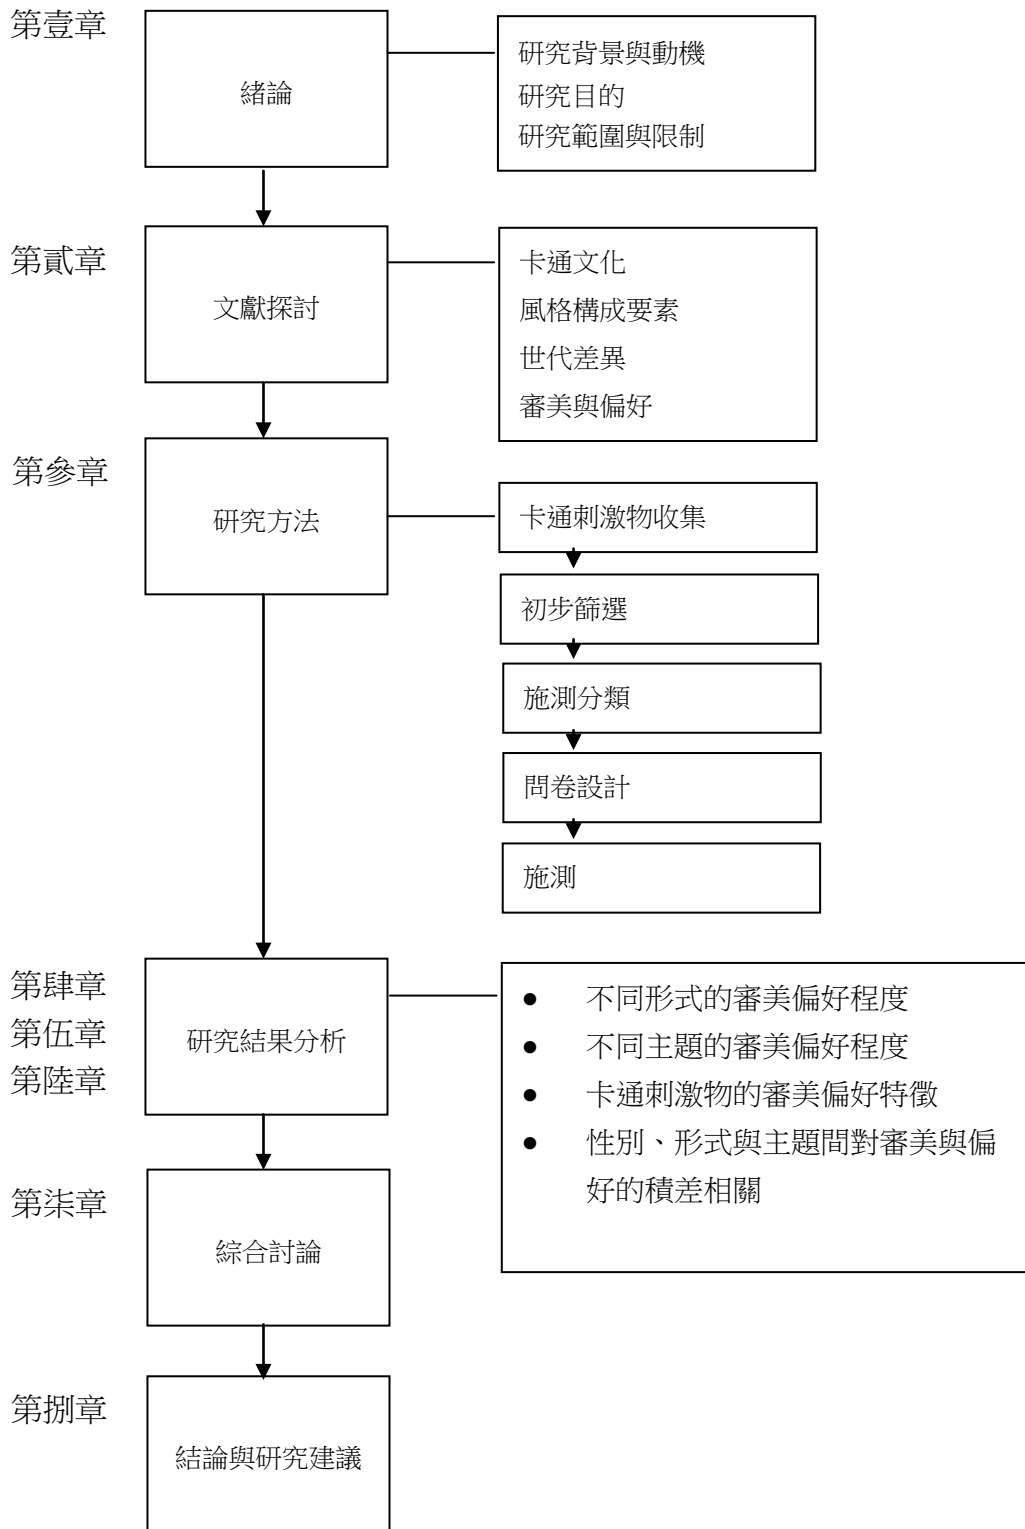 第壹章
緒論
研究背景與動機
研究目的
研究範圍與限制
第貳章
文獻探討
卡通文化
風格構成要素
世代差異
審美與偏好
第參章
研究方法
卡通刺激物收集
初步篩選
施測分類
問卷設計
施測
第肆章
第伍章
第陸章
研究結果分析
● 不同形式的審美偏好程度
● 不同主題的審美偏好程度
● 卡通刺激物的審美偏好特徵
● 性別、形式與主題間對審美與偏
好的積差相關
第柒章
綜合討論
第捌章
結論與研究建議